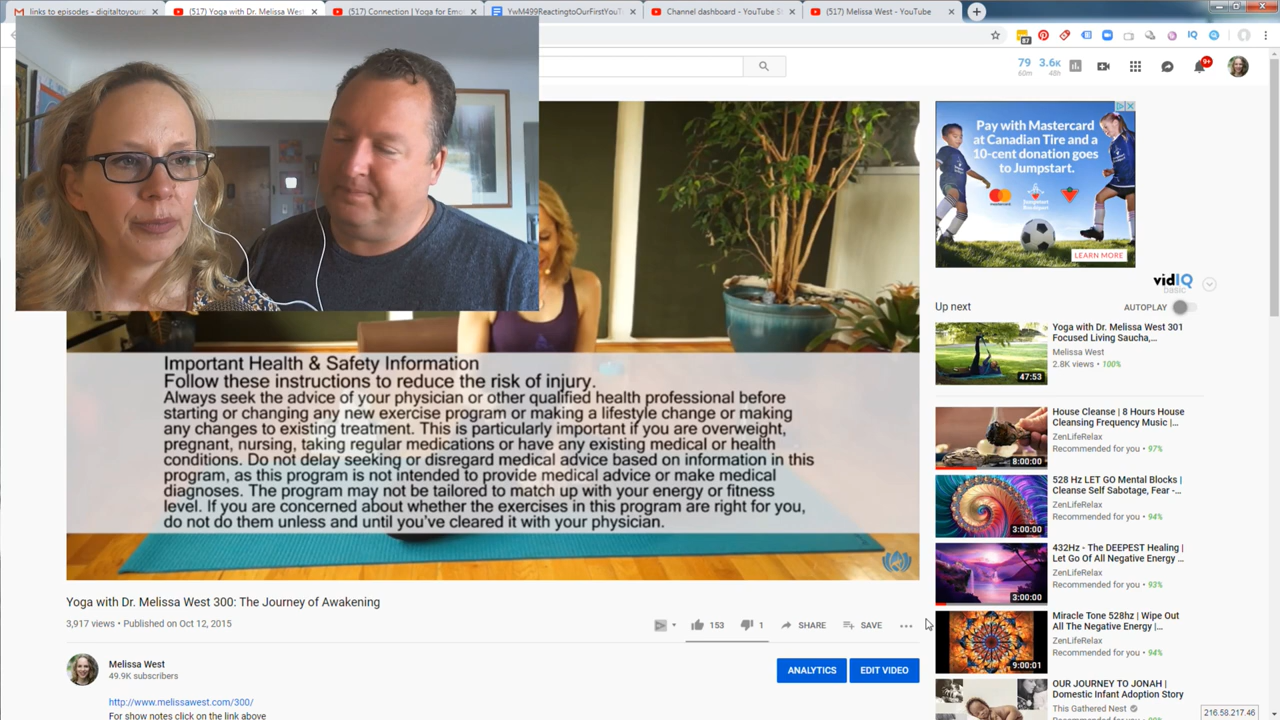 links to episodes - digitaltoyours
(517) Yoga with Dr. Melissa Wes
(517) Connection | Yoga for Emo
YwM499ReactingtoOurFirstYouT
Channel dashboard - YouTube S
(517) Melissa West - YouTube
87
IQ
79
60m
3.6K
48h
9+
Pay with Mastercard
at Canadian Tire and a
10-cent donation goes
to Jumpstart.
LEARN MORE
vidIQ
basic
Up next
AUTOPLAY
Yoga with Dr. Melissa West 301
Focused Living Saucha,...
Melissa West
2.8K views • 100%
47:53
House Cleanse | 8 Hours House
Cleansing Frequency Music |...
ZenLifeRelax
Recommended for you • 97%
8:00:00
528 Hz LET GO Mental Blocks |
Cleanse Self Sabotage, Fear -...
ZenLifeRelax
Recommended for you • 94%
3:00:00
432Hz - The DEEPEST Healing |
Let Go Of All Negative Energy ...
ZenLifeRelax
Recommended for you • 93%
3:00:00
Miracle Tone 528hz | Wipe Out
All The Negative Energy |...
ZenLifeRelax
Recommended for you • 94%
9:00:01
OUR JOURNEY TO JONAH |
Domestic Infant Adoption Story
This Gathered Nest
216.58.217.46
Important Health & Safety Information
Follow these instructions to reduce the risk of injury.
Always seek the advice of your physician or other qualified health professional before
starting or changing any new exercise program or making a lifestyle change or making
any changes to existing treatment. This is particularly important if you are overweight,
pregnant, nursing, taking regular medications or have any existing medical or health
conditions. Do not delay seeking or disregard medical advice based on information in this
program, as this program is not intended to provide medical advice or make medical
diagnoses. The program may not be tailored to match up with your energy or fitness
level. If you are concerned about whether the exercises in this program are right for you,
do not do them unless and until you've cleared it with your physician.
Yoga with Dr. Melissa West 300: The Journey of Awakening
3,917 views • Published on Oct 12, 2015
153
1
SHARE
SAVE
Melissa West
49.9K subscribers
ANALYTICS
EDIT VIDEO
http://www.melissawest.com/300/
For show notes click on the link above